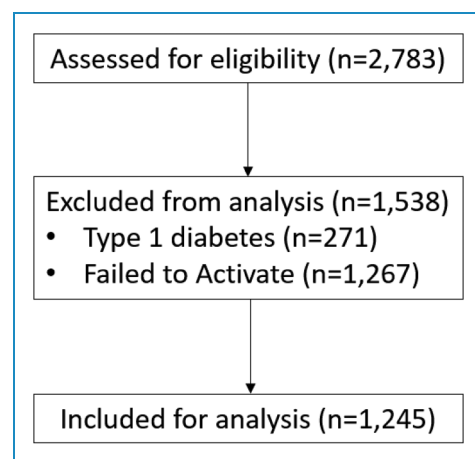 Assessed for eligibility (n=2,783)
Excluded from analysis (n=1,538)
• Type 1 diabetes (n=271)
• Failed to Activate (n=1,267)
Included for analysis (n=1,245)